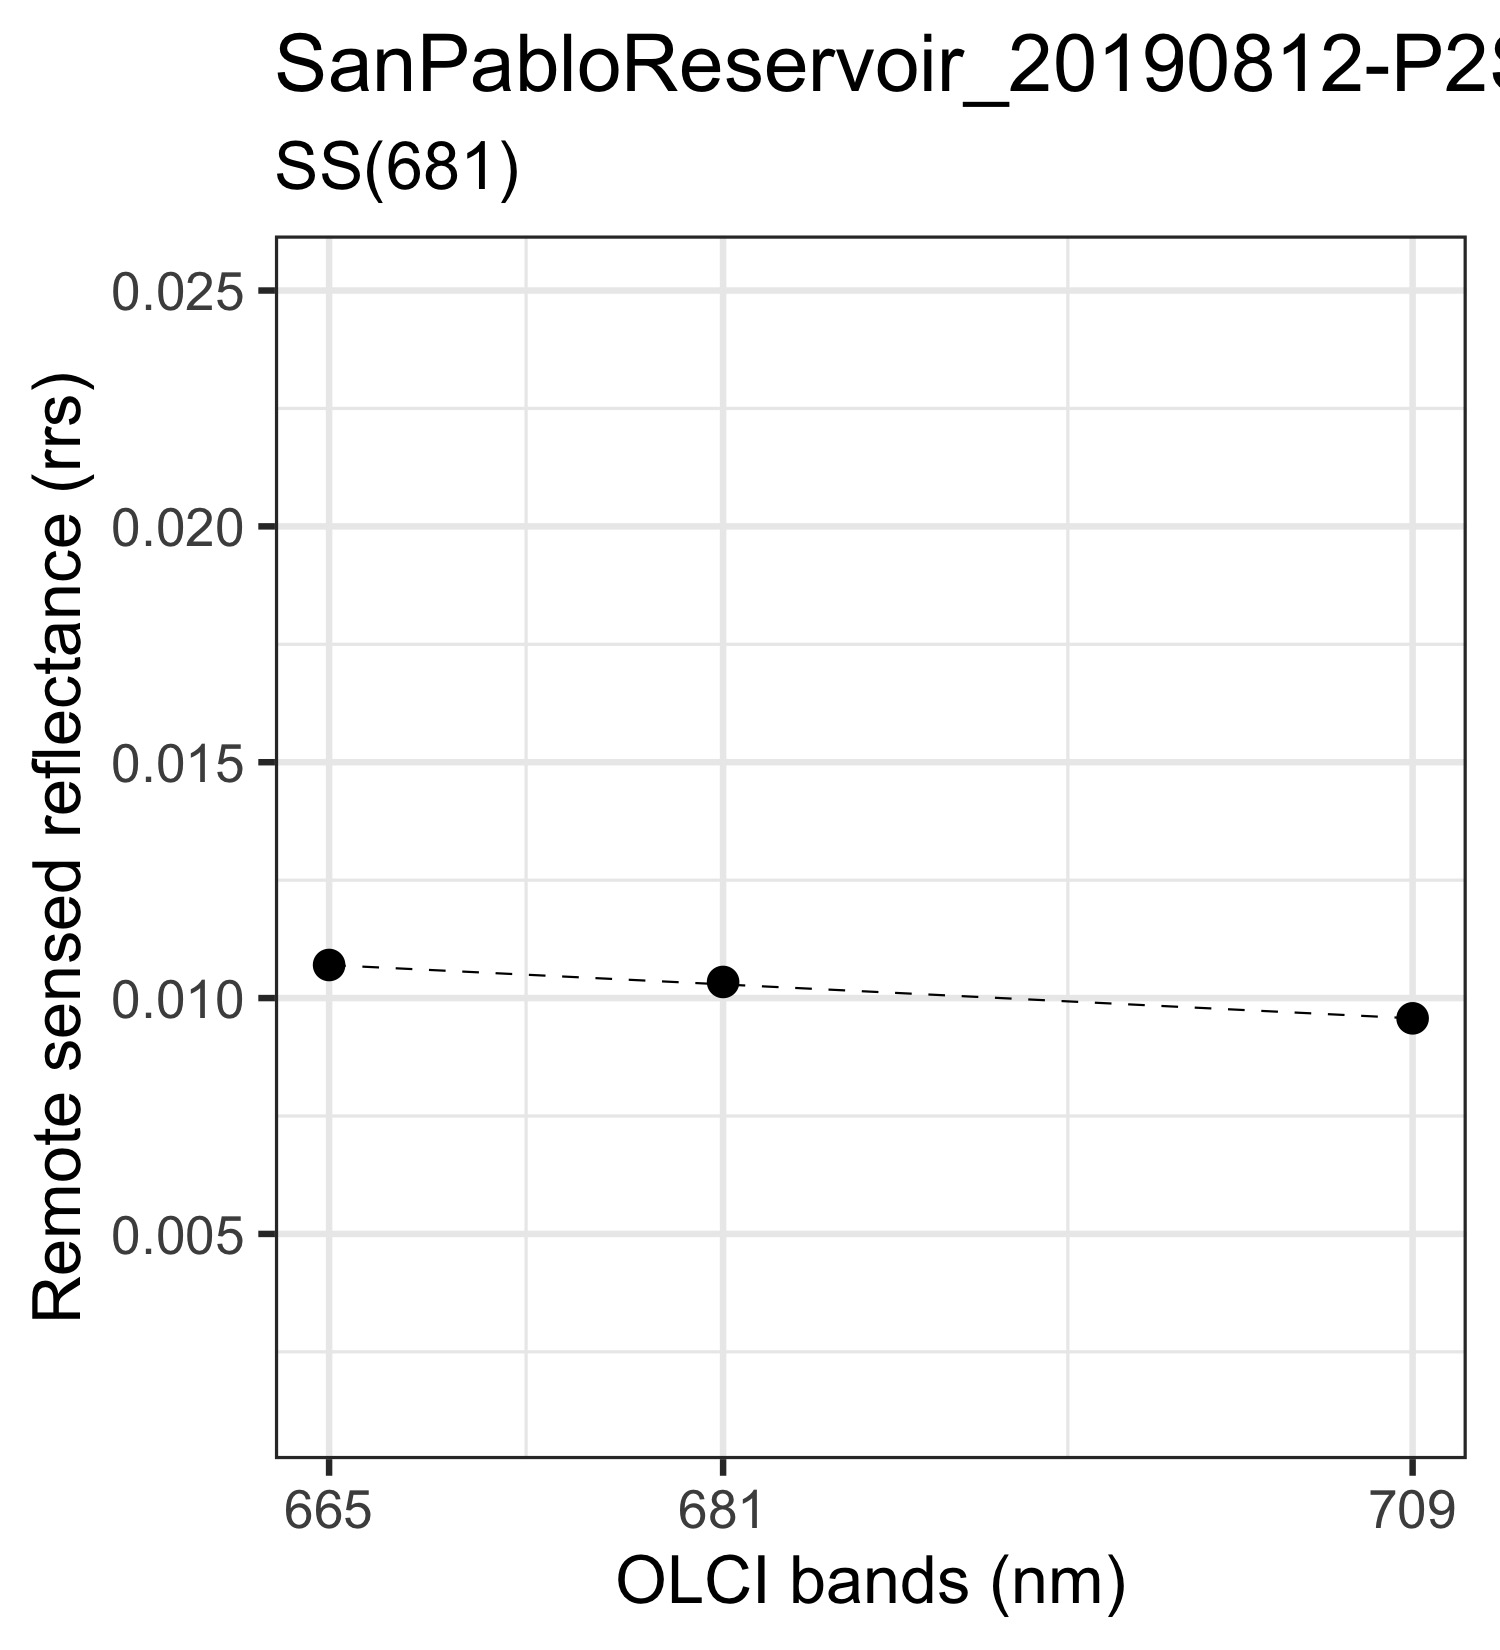 SanPabloReservoir_20190812-P2S
SS(681)
Remote sensed reflectance (rrs)
0.025
0.020
0.015
0.010
0.005
665 681 709
OLCI bands (nm)